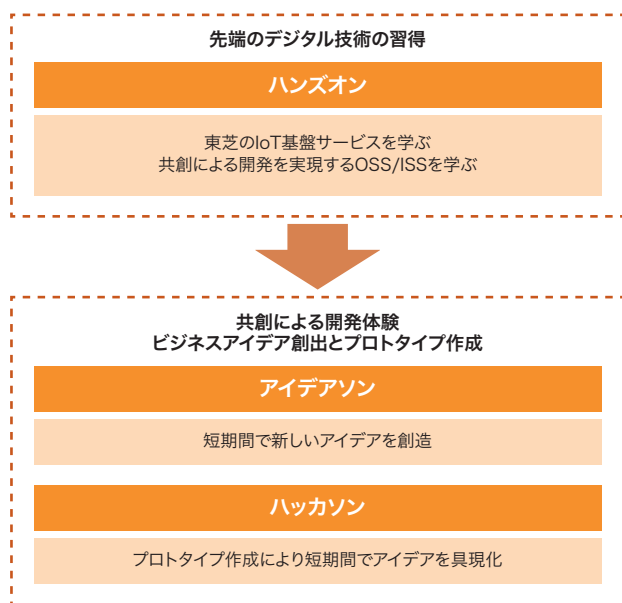 先端のデジタル技術の習得
ハンズオン
東芝のIoT基盤サービスを学ぶ
共創による開発を実現するOSS/ISSを学ぶ
共創による開発体験
ビジネスアイデア創出とプロトタイプ作成
アイデアソン
短期間で新しいアイデアを創造
ハッカソン
プロトタイプ作成により短期間でアイデアを具現化